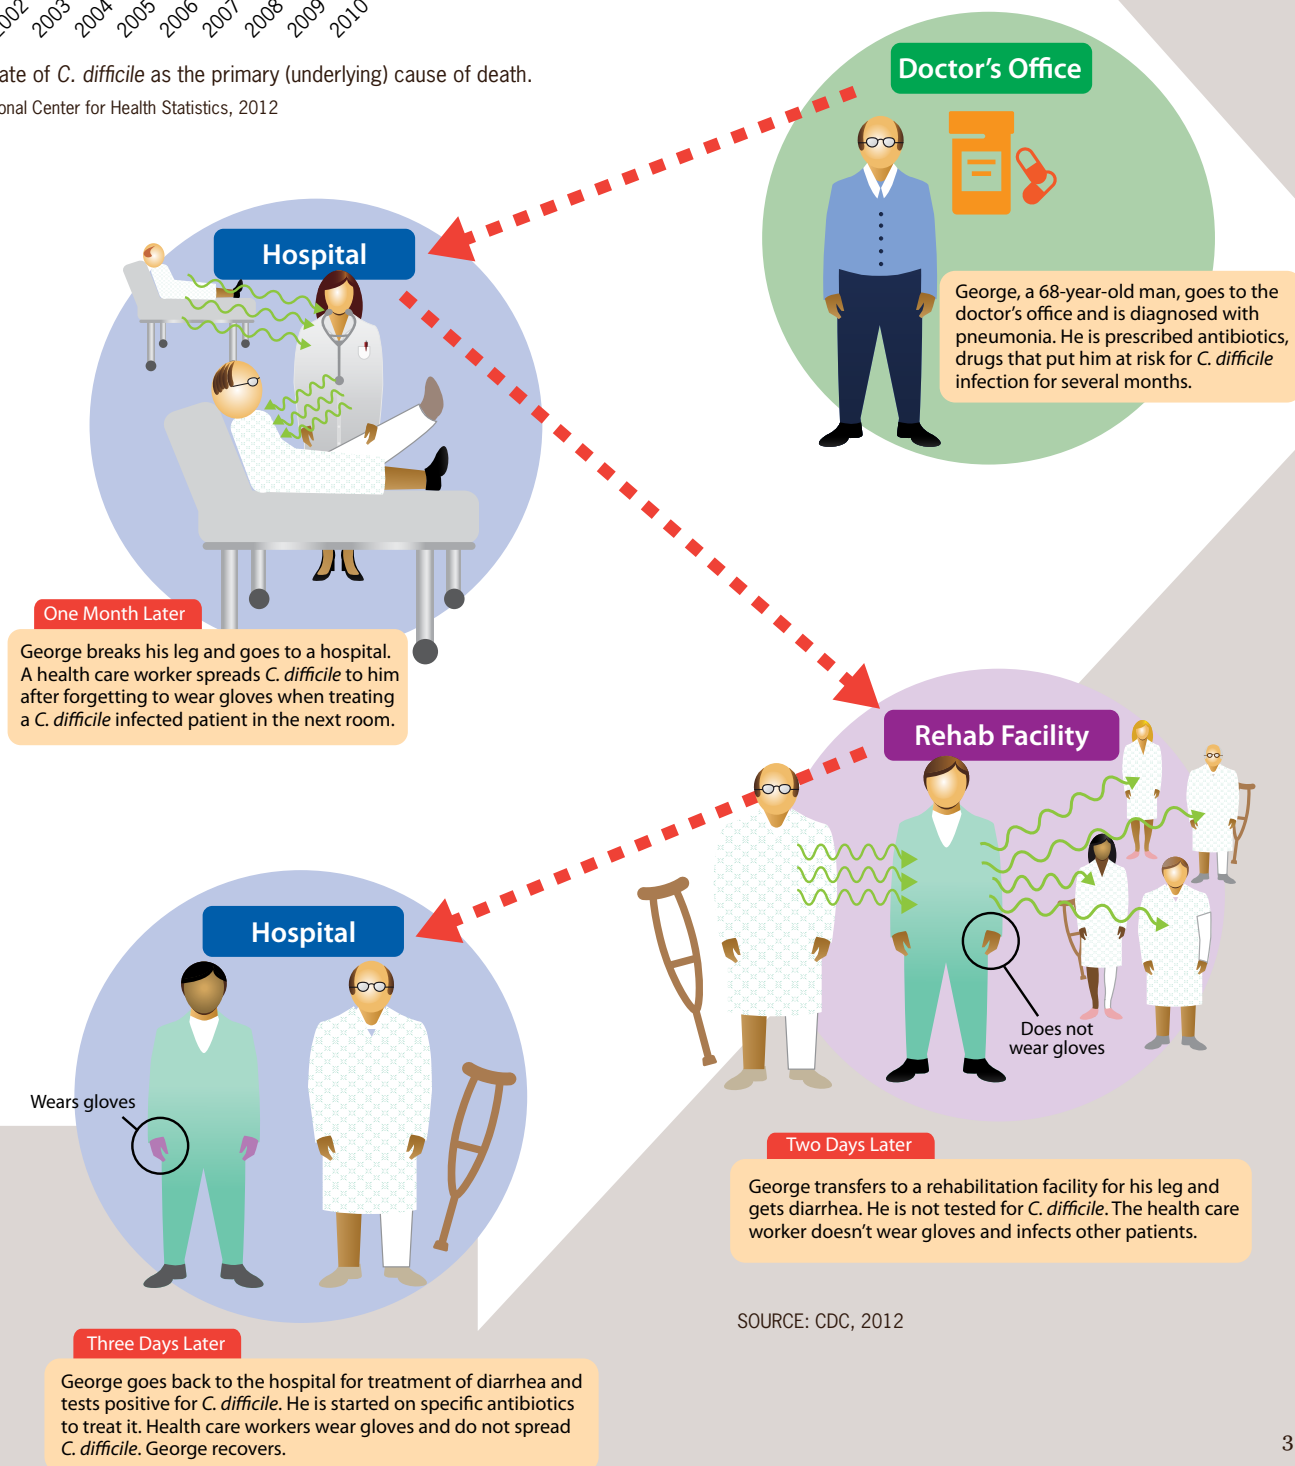 2002 2003 2004 2005 2006 2007 2008 2009 2010
ate of C. difficile as the primary (underlying) cause of death.
onal Center for Health Statistics, 2012
Doctor's Office
George, a 68-year-old man, goes to the
doctor's office and is diagnosed with
pneumonia. He is prescribed antibiotics,
drugs that put him at risk for C. difficile
infection for several months.
Hospital
One Month Later
George breaks his leg and goes to a hospital.
A health care worker spreads C. difficile to him
after forgetting to wear gloves when treating
a C. difficile infected patient in the next room.
Rehab Facility
Does not
wear gloves
Two Days Later
George transfers to a rehabilitation facility for his leg and
gets diarrhea. He is not tested for C. difficile. The health care
worker doesn't wear gloves and infects other patients.
Hospital
Wears gloves
Three Days Later
George goes back to the hospital for treatment of diarrhea and
tests positive for C. difficile. He is started on specific antibiotics
to treat it. Health care workers wear gloves and do not spread
C. difficile. George recovers.
SOURCE: CDC, 2012
3